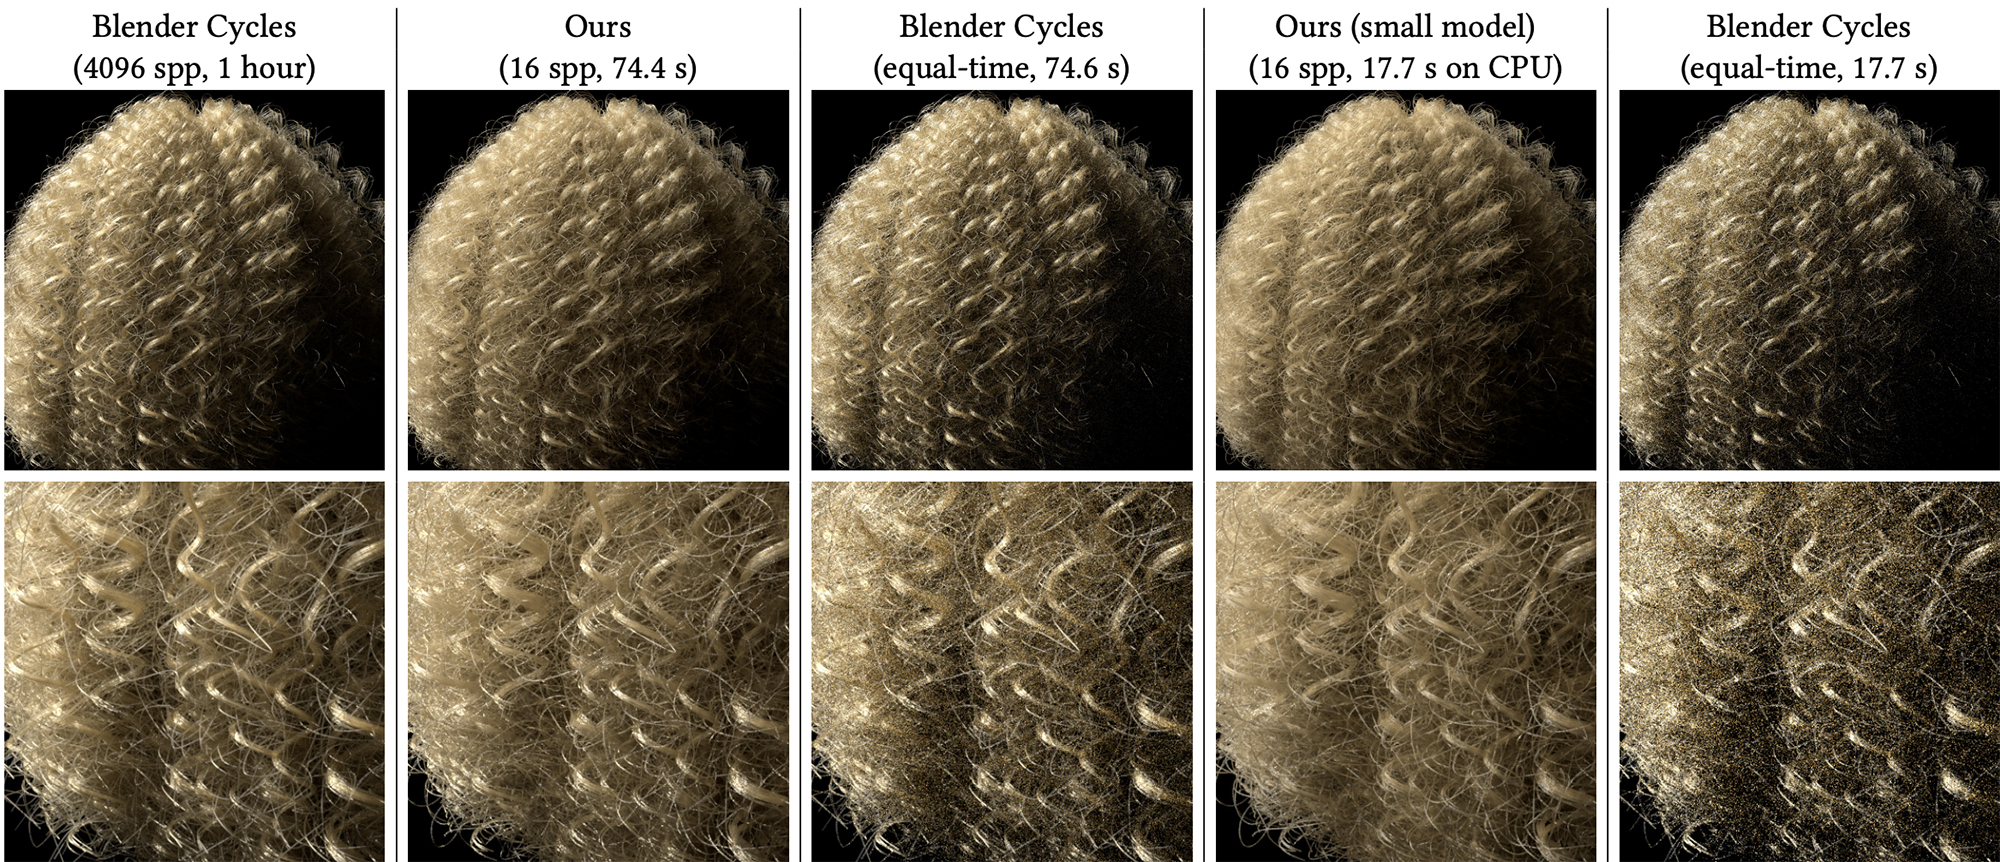 Blender Cycles
(4096 spp, 1 hour)
Ours
(16 spp, 74.4 s)
Blender Cycles
(equal-time, 74.6 s)
Ours (small model)
(16 spp, 17.7 s on CPU)
Blender Cycles
(equal-time, 17.7 s)